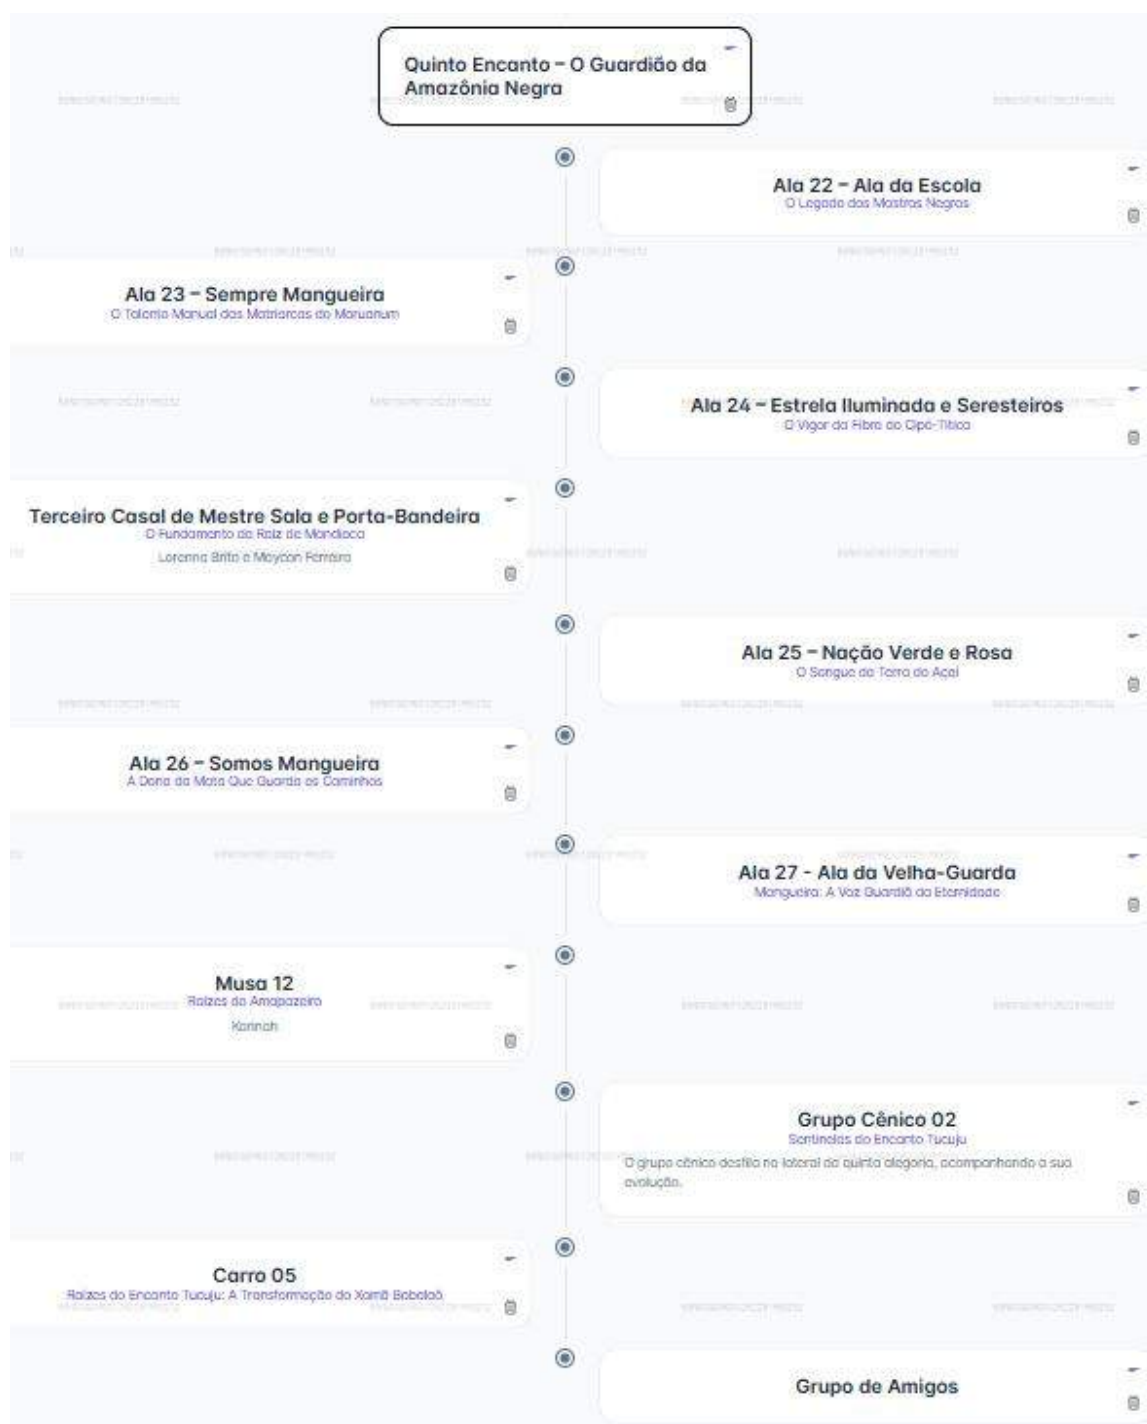 Quinto Encanto – O Guardião da
Amazônia Negra
Ala 22 – Ala da Escola
O Legado dos Mestres Negros
Ala 23 – Sempre Mangueira
O Talento Manual das Matriarcas do Maruanum
Ala 24 – Estrela Iluminada e Seresteiros
O Vigor da Fibra do Cipó-Titica
Terceiro Casal de Mestre Sala e Porta-Bandeira
O Fundamento da Raiz de Mandioca
Lorenna Brito e Maycon Ferreira
Ala 25 – Nação Verde e Rosa
O Sangue da Terra do Açaí
Ala 26 – Somos Mangueira
A Dona da Mata Que Guarda os Caminhos
Ala 27 - Ala da Velha-Guarda
Mangueira: A Voz Guardiã da Eternidade
Musa 12
Raízes do Amapazeiro
Karinah
Grupo Cênico 02
Sentinelas do Encanto Tucuju
O grupo cênico desfila na lateral da quinta alegoria, acompanhando a sua
evolução.
Carro 05
Raízes do Encanto Tucuju: A Transformação do Xamã Babalaô
Grupo de Amigos